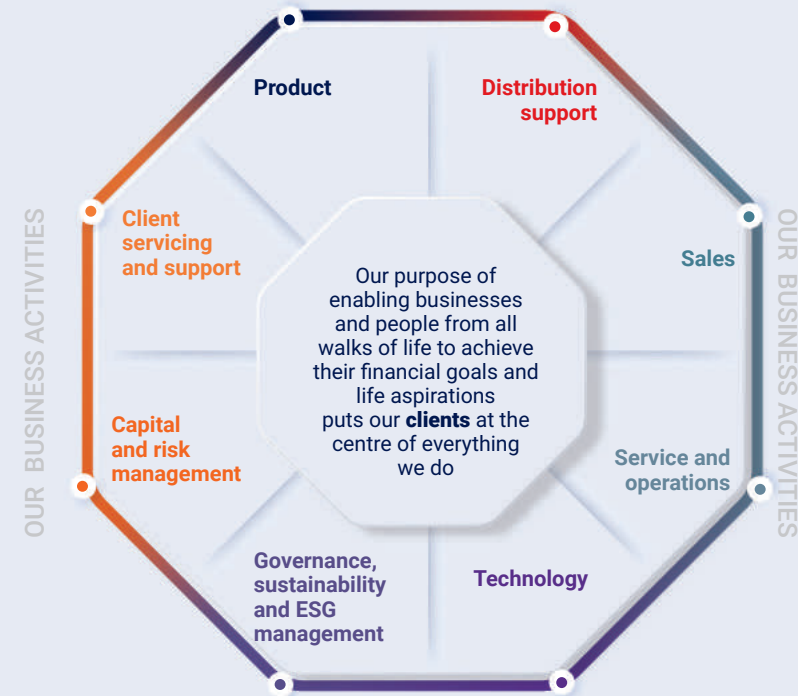 Product
Distribution
support
Client
servicing
and support
Sales
OUR BUSINESS ACTIVITIES
OUR BUSINESS ACTIVITIES
Our purpose of
enabling businesses
and people from all
walks of life to achieve
their financial goals and
life aspirations
puts our clients at the
centre of everything
we do
Capital
and risk
management
Service and
operations
Governance,
sustainability
and ESG
management
Technology